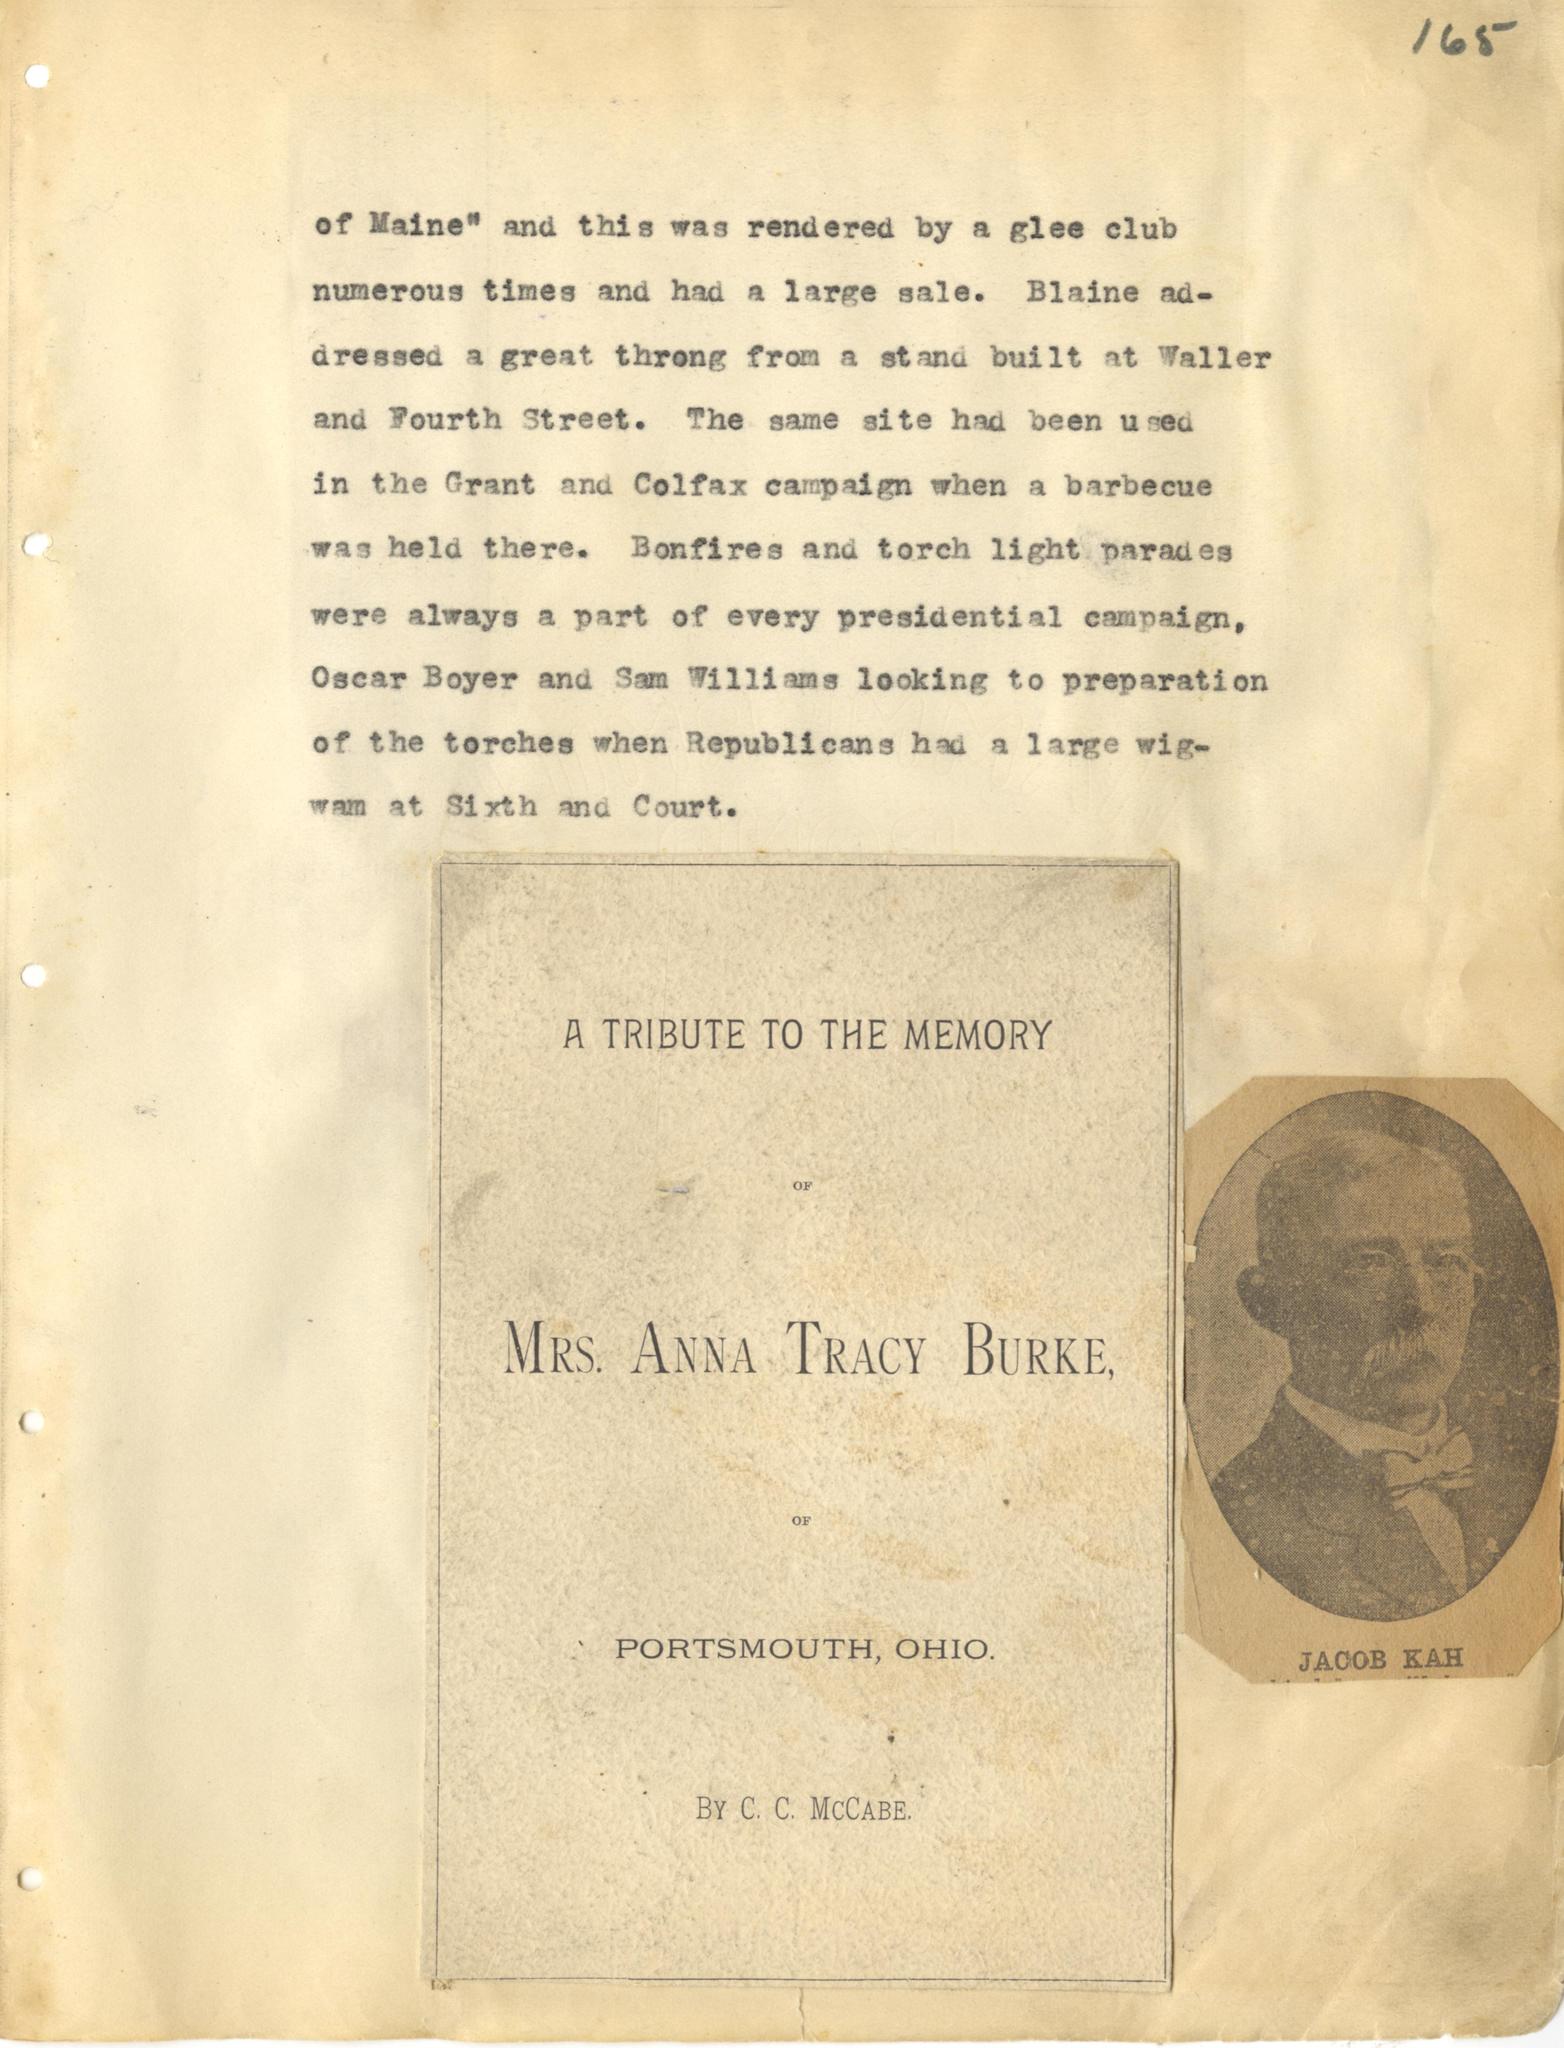 165
of Maine" and this was rendered by a glee club
numerous times and had a large sale. Blaine ad-
dressed a great throng from a stand built at Waller
and Fourth Street. The same site had been used
in the Grant and Colfax campaign when a barbecue
was held there. Bonfires and torch light parades
were always a part of every presidential campaign,
Oscar Boyer and Sam Williams looking to preparation
of the torches when Republicans had a large wig-
wam at Sixth and Court.
A TRIBUTE TO THE MEMORY
OF
MRS. ANNA TRACY BURKE,
OF
PORTSMOUTH, OHIO.
BY C. C. MCCABE.
JACOB KAH